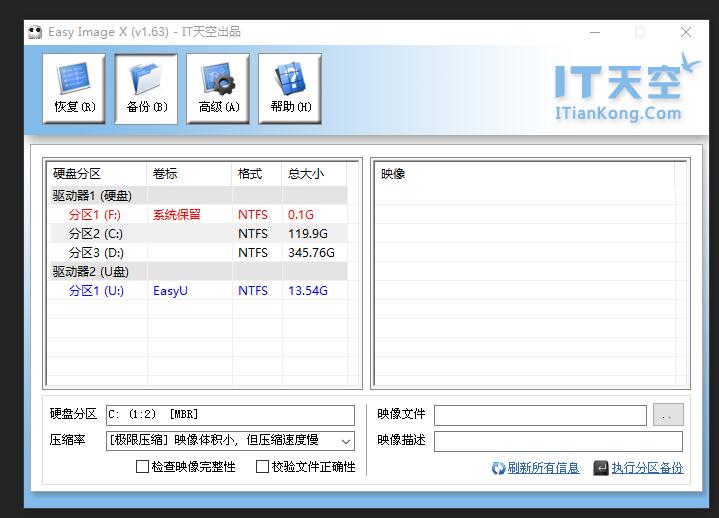 Easy Image X (v1.63) - IT天空出品
恢复(R) 备份(B) 高级(A) 帮助(H)
IT天空
ITianKong.Com
硬盘分区 卷标 格式 总大小 映像
驱动器1 (硬盘)
分区1 (F:) 系统保留 NTFS 0.1G
分区2 (C:) NTFS 119.9G
分区3 (D:) NTFS 345.76G
驱动器2 (U盘)
分区1 (U:) EasyU NTFS 13.54G
硬盘分区 C: (1:2) [MBR] 映像文件 ..
压缩率 [极限压缩] 映像体积小, 但压缩速度慢 映像描述
检查映像完整性 校验文件正确性 刷新所有信息 执行分区备份